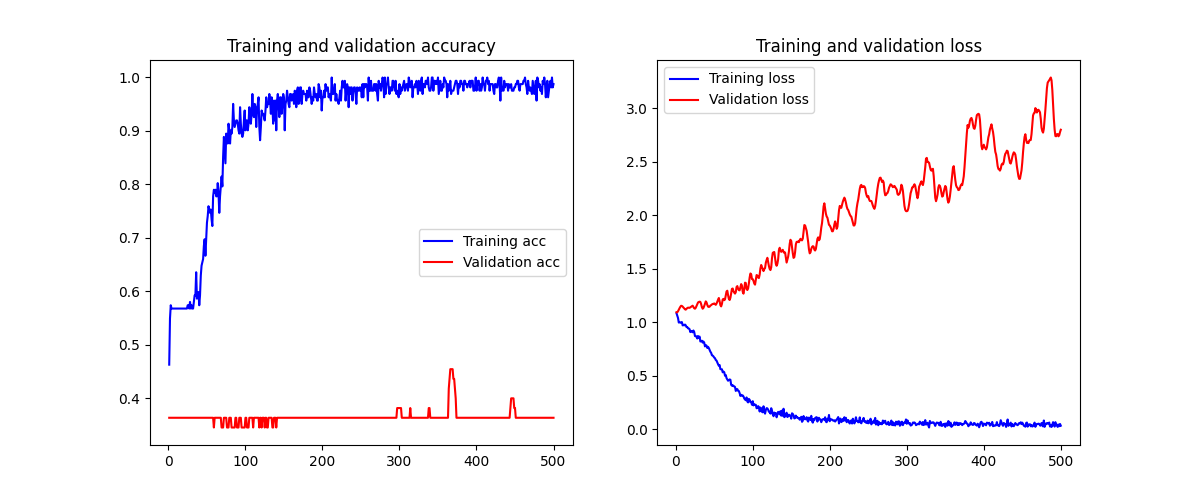 Training and validation accuracy
1.0
0.9
0.8
0.7
0.6
0.5
0.4
Training acc
Validation acc
0 100 200 300 400 500
Training and validation loss
Training loss
Validation loss
3.0
2.5
2.0
1.5
1.0
0.5
0.0
0 100 200 300 400 500